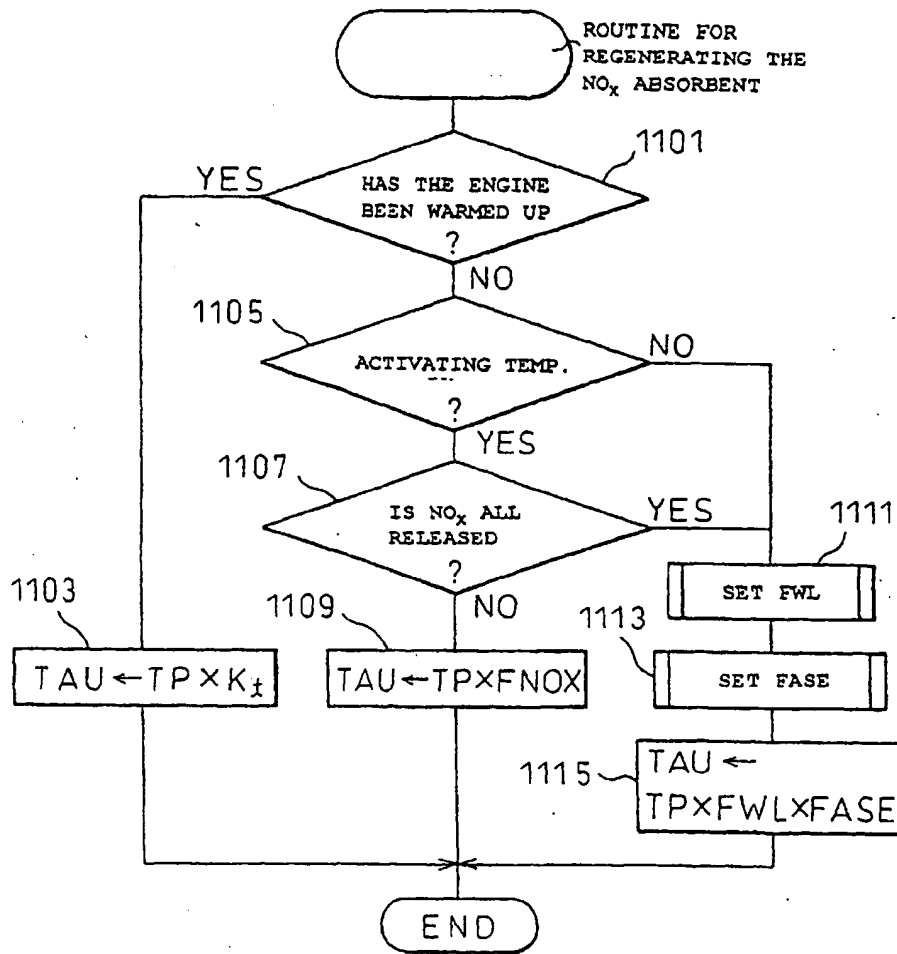 ROUTINE FOR
REGENERATING THE
NOx ABSORBENT
1101
YES
HAS THE ENGINE
BEEN WARMED UP
?
NO
1105
NO
ACTIVATING TEMP.
?
YES
1107
IS NOx ALL
RELEASED
?
YES
NO
1111
SET FWL
1103
TAU←TP×Kt
1109
TAU←TP×FNOX
1113
SET FASE
1115
TAU←
TP×FWL×FASE
END